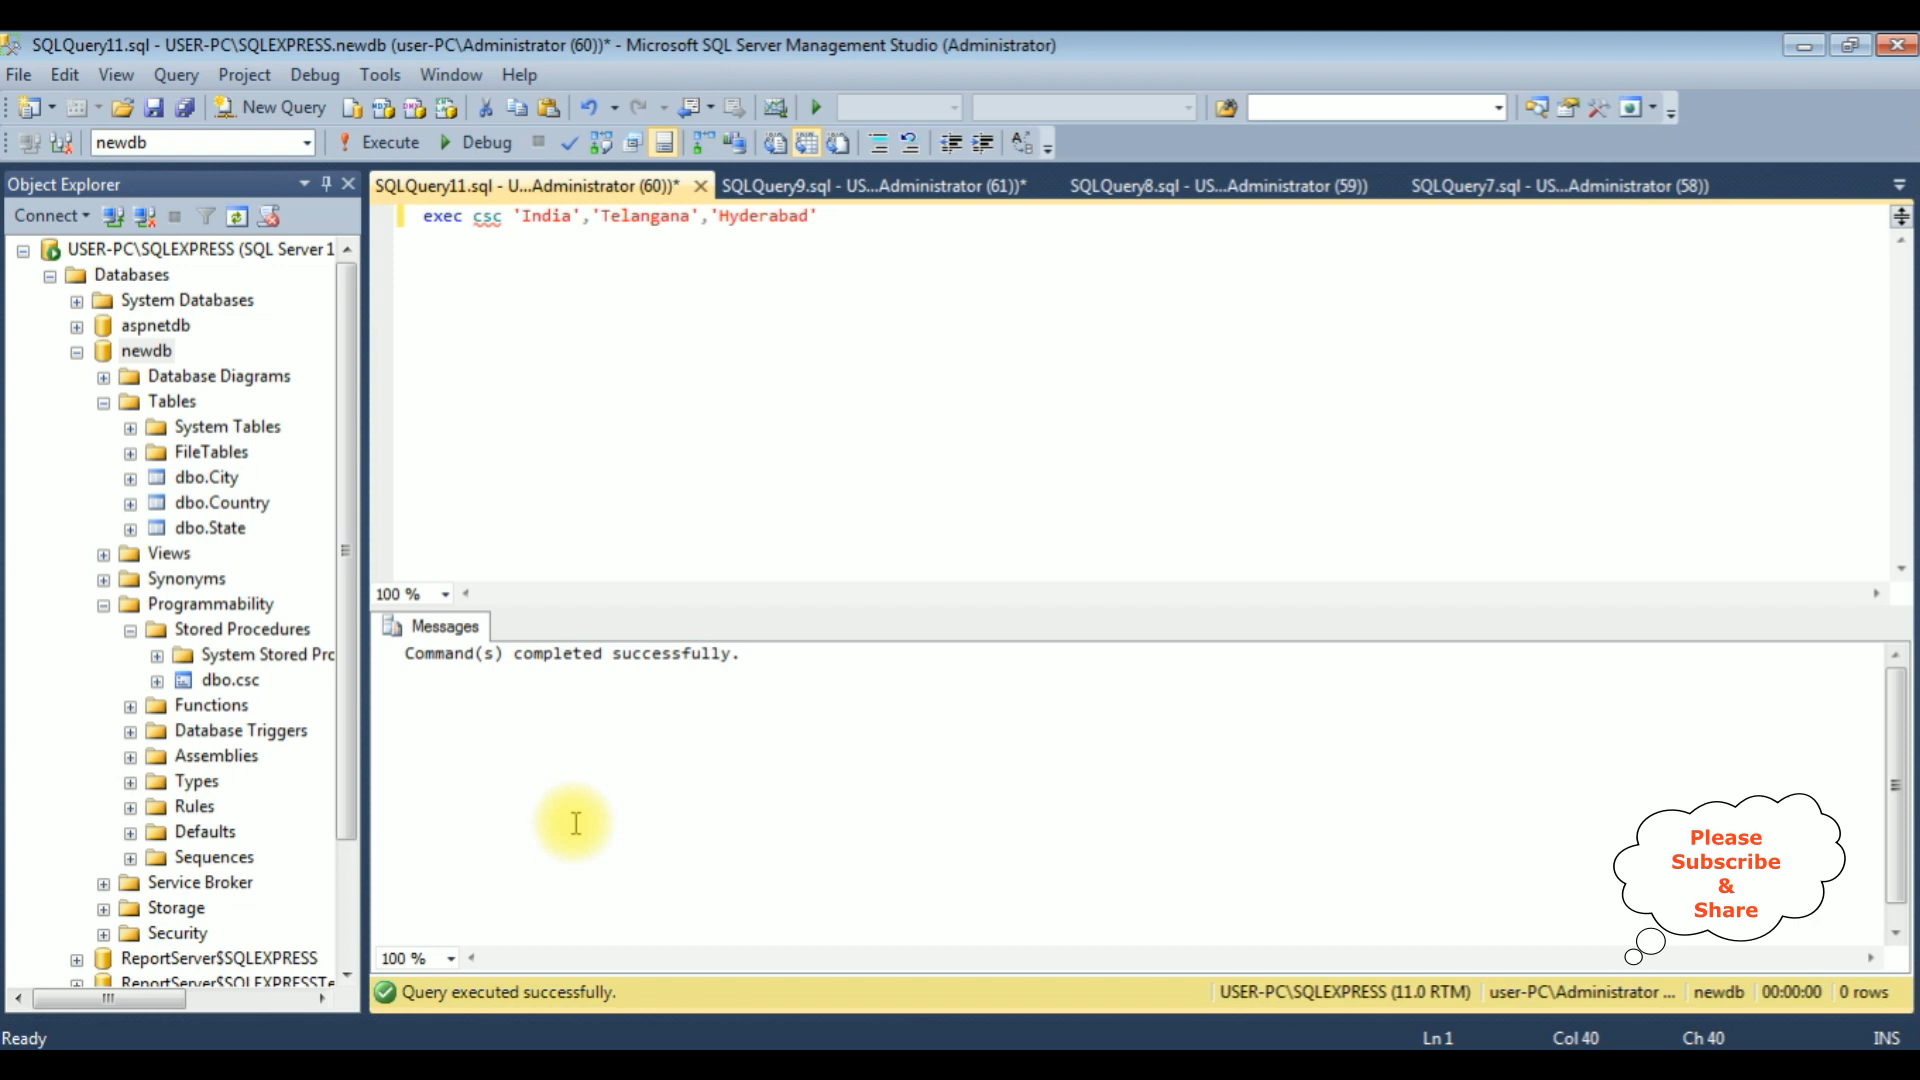 SQLQuery11.sql - USER-PC\SQLEXPRESS.newdb (user-PC\Administrator (60))* - Microsoft SQL Server Management Studio (Administrator)
File Edit View Query Project Debug Tools Window Help
New Query
newdb Execute Debug
Object Explorer
Connect
USER-PC\SQLEXPRESS (SQL Server 1
Databases
System Databases
aspnetdb
newdb
Database Diagrams
Tables
System Tables
FileTables
dbo.City
dbo.Country
dbo.State
Views
Synonyms
Programmability
Stored Procedures
System Stored Prc
dbo.csc
Functions
Database Triggers
Assemblies
Types
Rules
Defaults
Sequences
Service Broker
Storage
Security
ReportServer$SQLEXPRESS
ReportServer$SQLEXPRESSTe
SQLQuery11.sql - U...Administrator (60))* SQLQuery9.sql - US...Administrator (61))* SQLQuery8.sql - US...Administrator (59)) SQLQuery7.sql - US...Administrator (58))
exec csc 'India','Telangana','Hyderabad'
100 %
Messages
Command(s) completed successfully.
Please
Subscribe
&
Share
100 %
Query executed successfully. USER-PC\SQLEXPRESS (11.0 RTM) user-PC\Administrator ... newdb 00:00:00 0 rows
Ready Ln 1 Col 40 Ch 40 INS